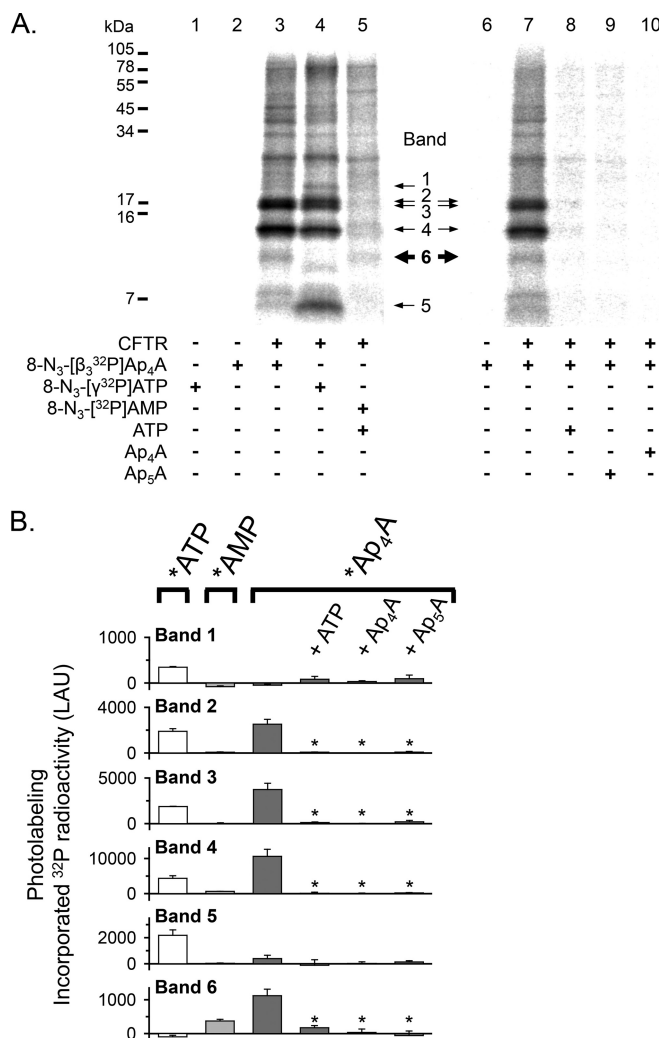 A.
kDa 1 2 3 4 5 6 7 8 9 10
105
78
55
45
34
17
16
7
Band
1
2
3
4
6
5
CFTR - - + + + - + + + +
8-N₃-[β₃³²P]Ap₄A - + + - - + + + + +
8-N₃-[γ³²P]ATP + - - + - - - - - -
8-N₃-[³²P]AMP - - - - + - - - - -
ATP - - - - + - - + - -
Ap₄A - - - - - - - - - +
Ap₅A - - - - - - - - + -
B.
*ATP *AMP *Ap₄A
+ ATP + Ap₄A + Ap₅A
Photolabeling
Incorporated ³²P radioactivity (LAU)
Band 1
1000
0
Band 2
4000
0
* * *
Band 3
5000
0
* * *
Band 4
10000
0
* * *
Band 5
2000
0
Band 6
1000
0
* * *